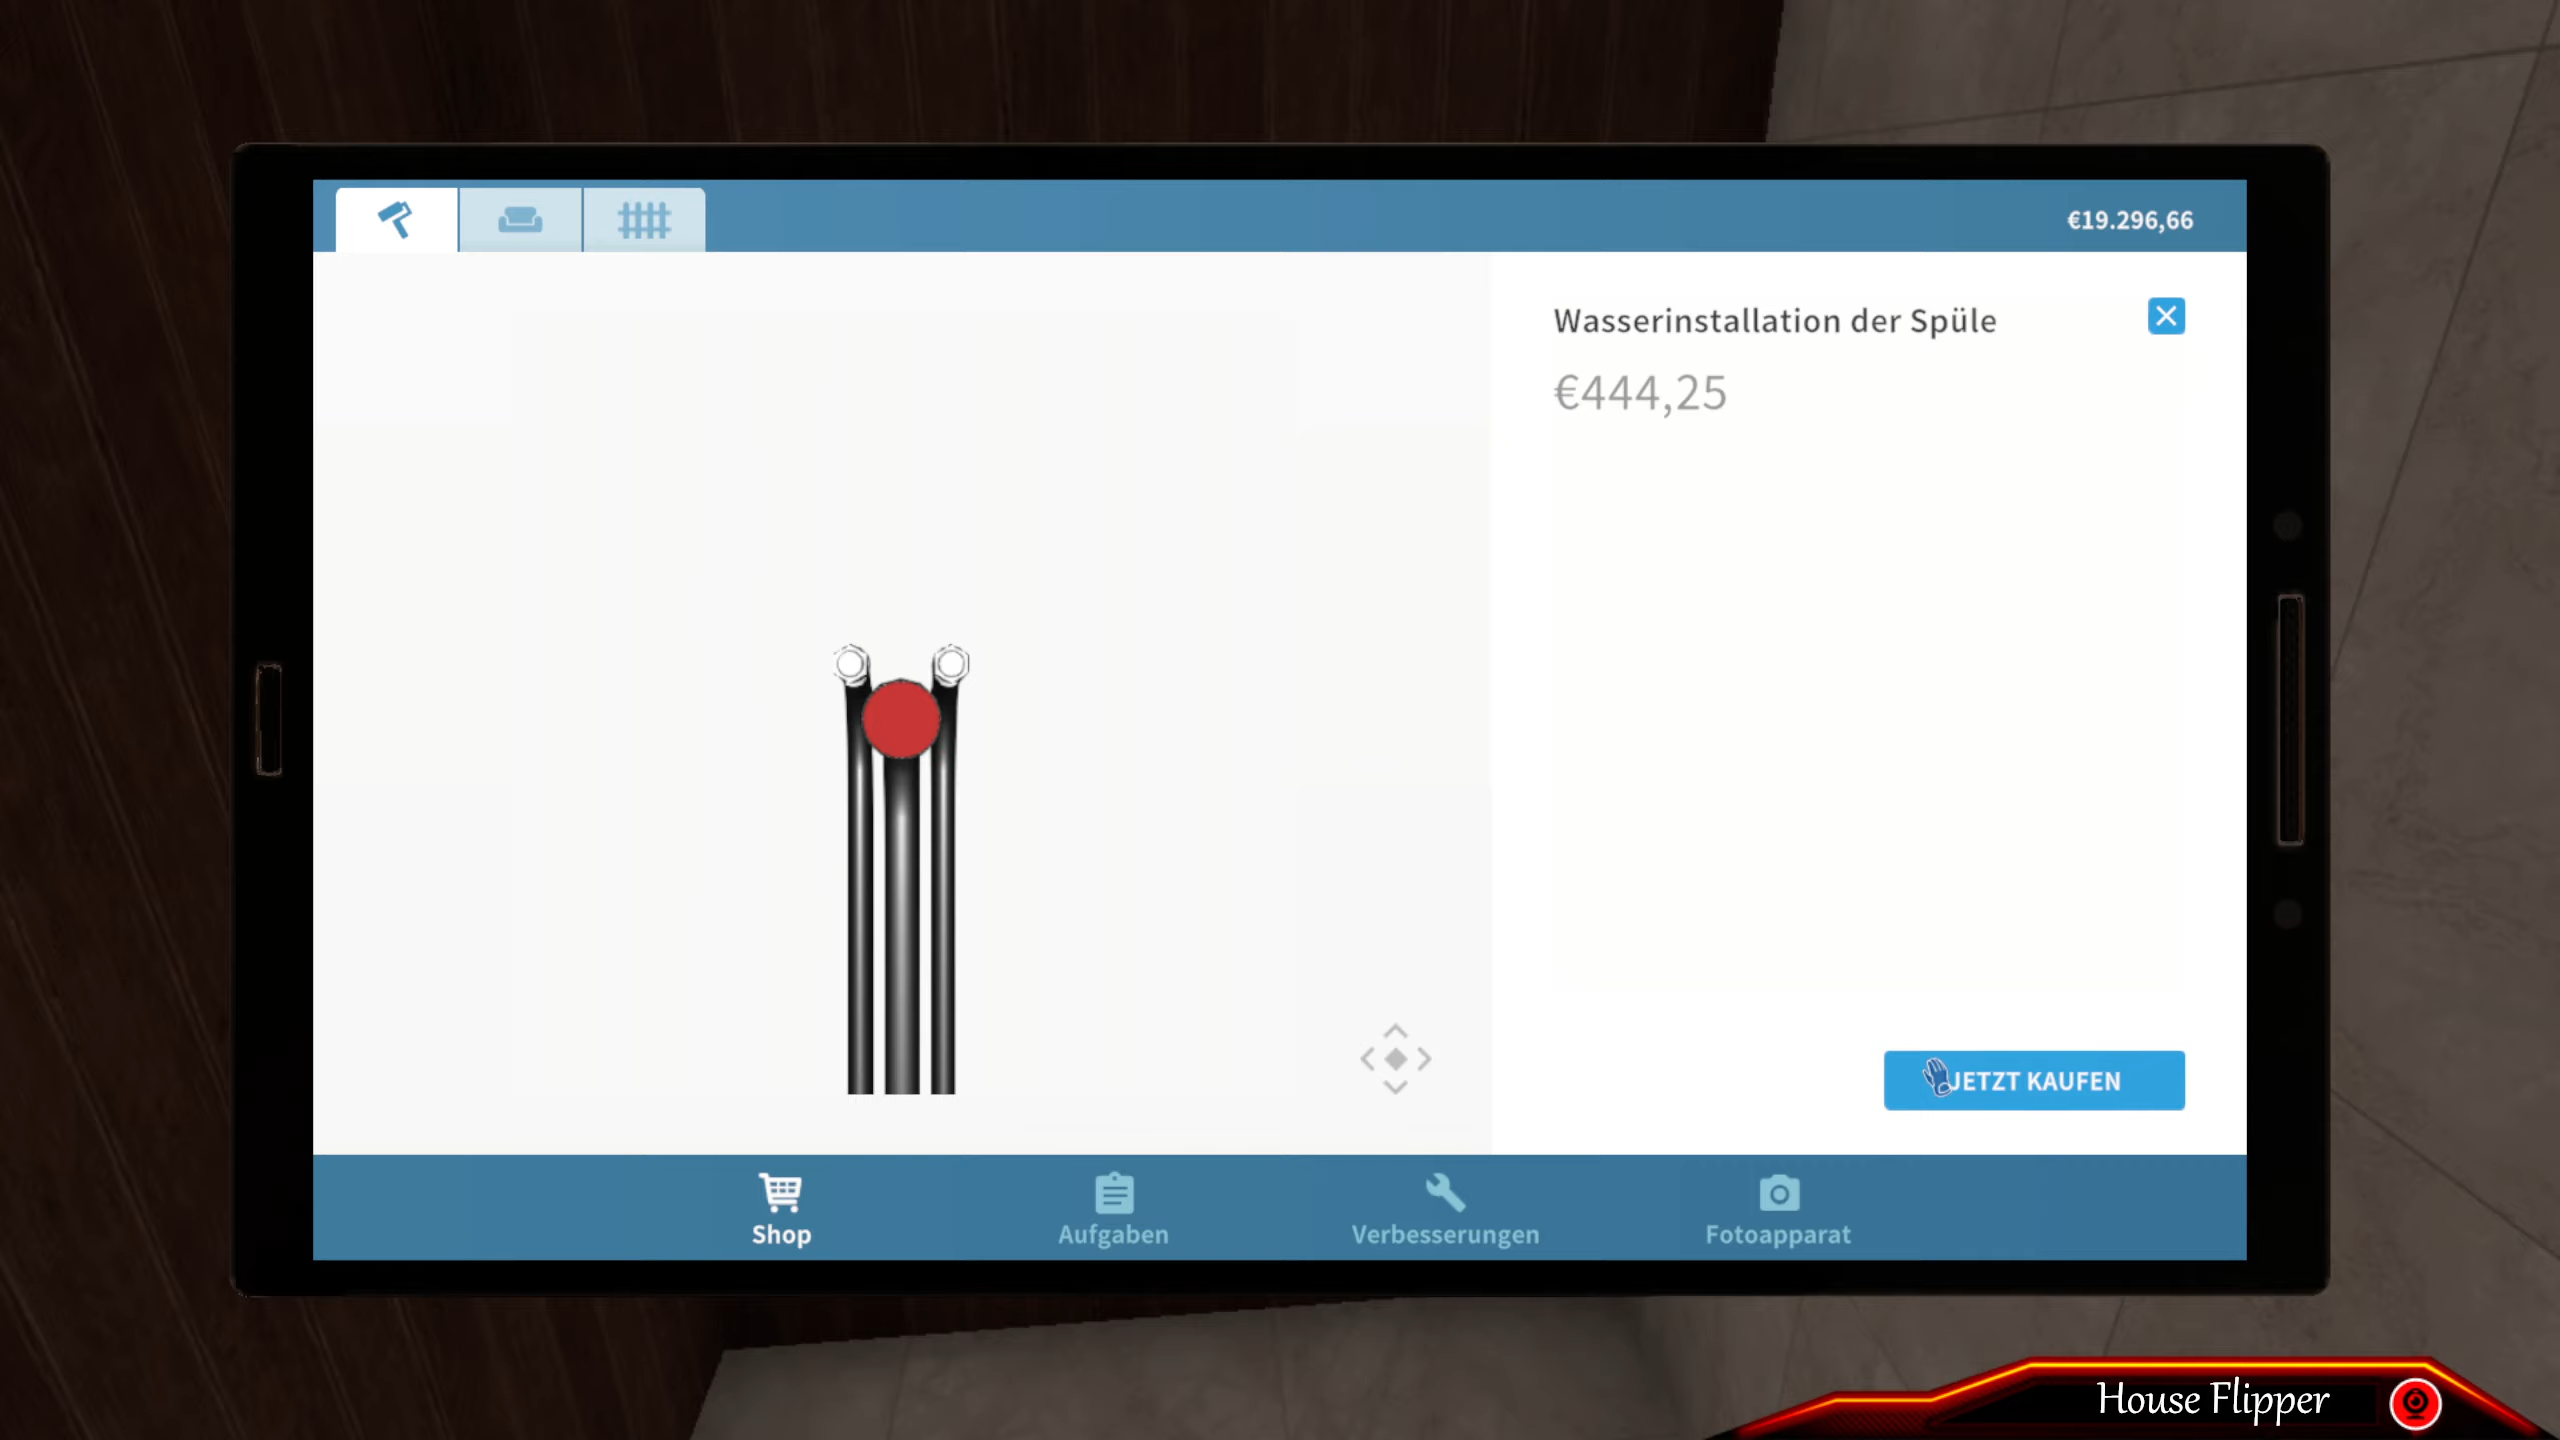 €19.296,66
Wasserinstallation der Spüle
€444,25
JETZT KAUFEN
Shop
Aufgaben
Verbesserungen
Fotoapparat
House Flipper